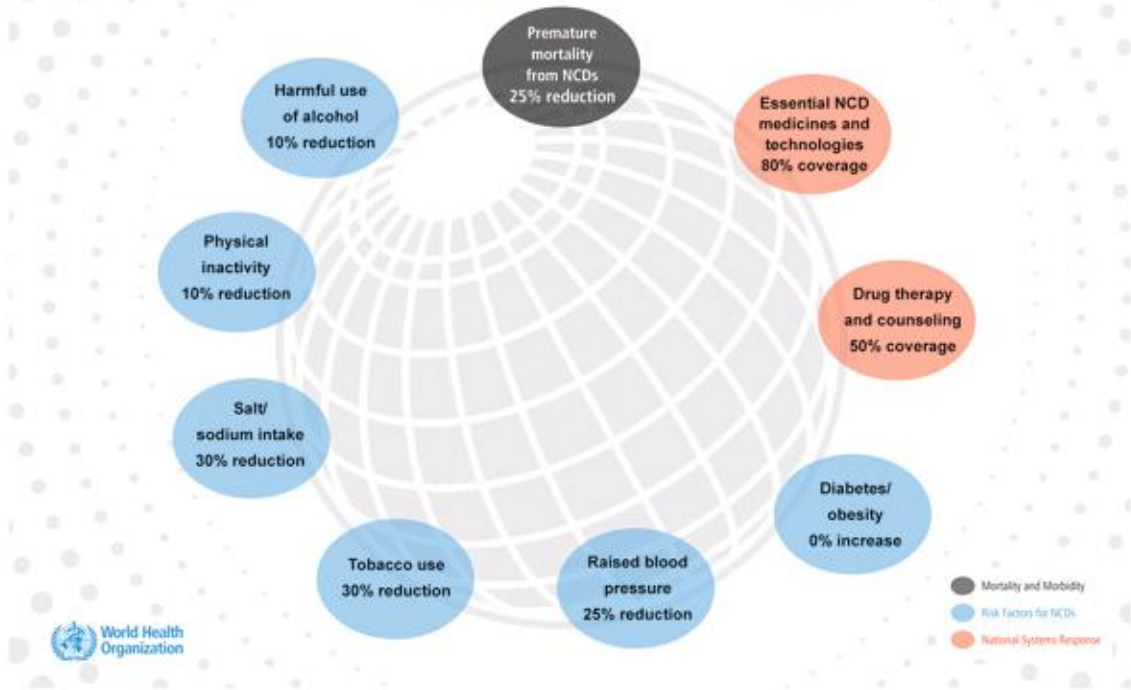 Premature
mortality
from NCDs
25% reduction
Harmful use
of alcohol
10% reduction
Essential NCD
medicines and
technologies
80% coverage
Physical
inactivity
10% reduction
Drug therapy
and counseling
50% coverage
Salt/
sodium intake
30% reduction
Diabetes/
obesity
0% increase
Tobacco use
30% reduction
Raised blood
pressure
25% reduction
Mortality and Morbidity
Risk Factors for NCDs
National Systems Response
World Health
Organization